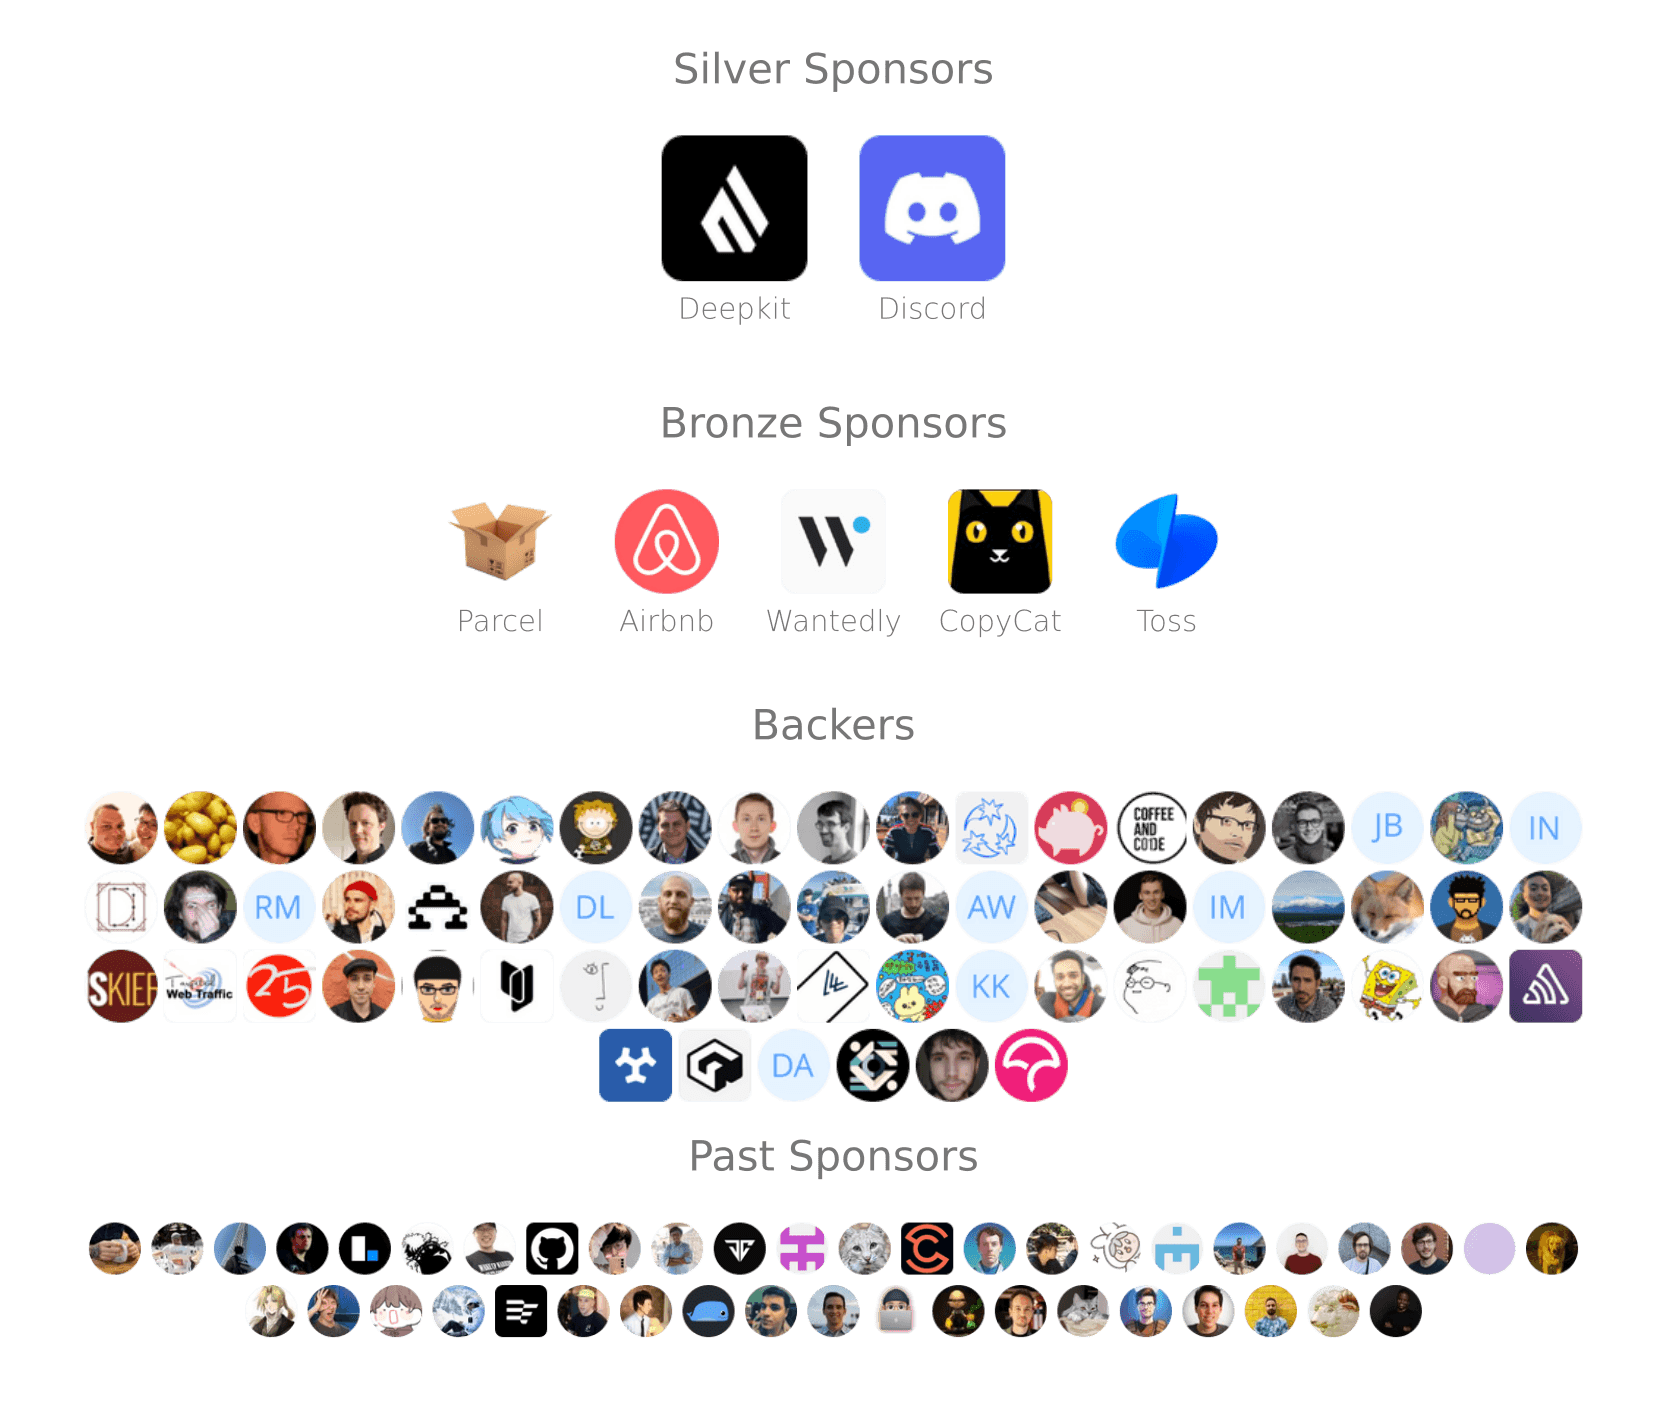 Silver Sponsors
Deepkit Discord
Bronze Sponsors
Parcel Airbnb Wantedly CopyCat Toss
Backers
COFFEE
AND
CODE
JB
IN
RM
DL
AW
IM
SKIEF
Web Traffic
25
KK
DA
Past Sponsors